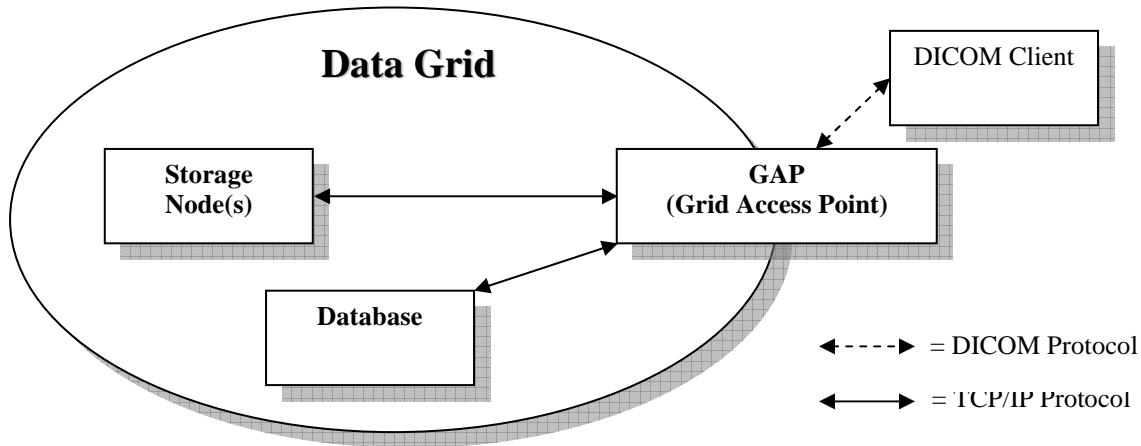 Data Grid
DICOM Client
Storage
Node(s)
GAP
(Grid Access Point)
Database
= DICOM Protocol
= TCP/IP Protocol